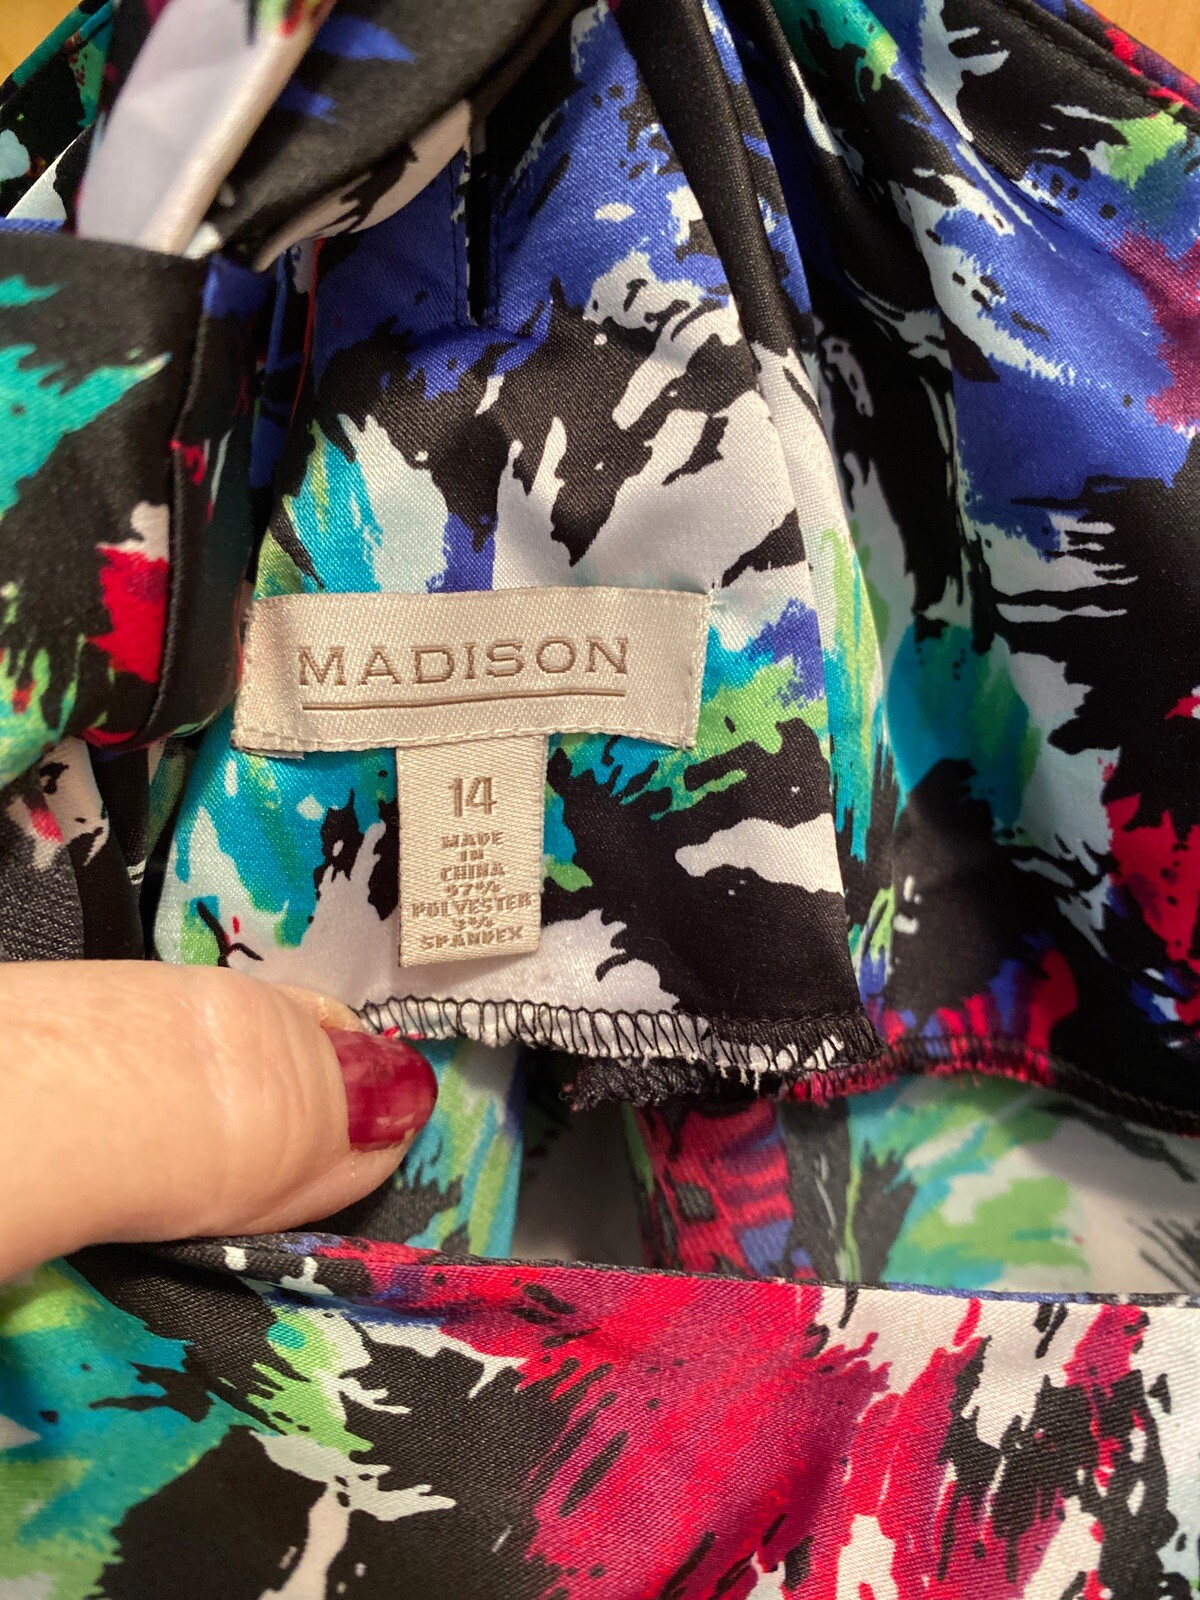 MADISON
14
MADE
IN
CHINA
97%
POLYESTER
3%
SPANDEX